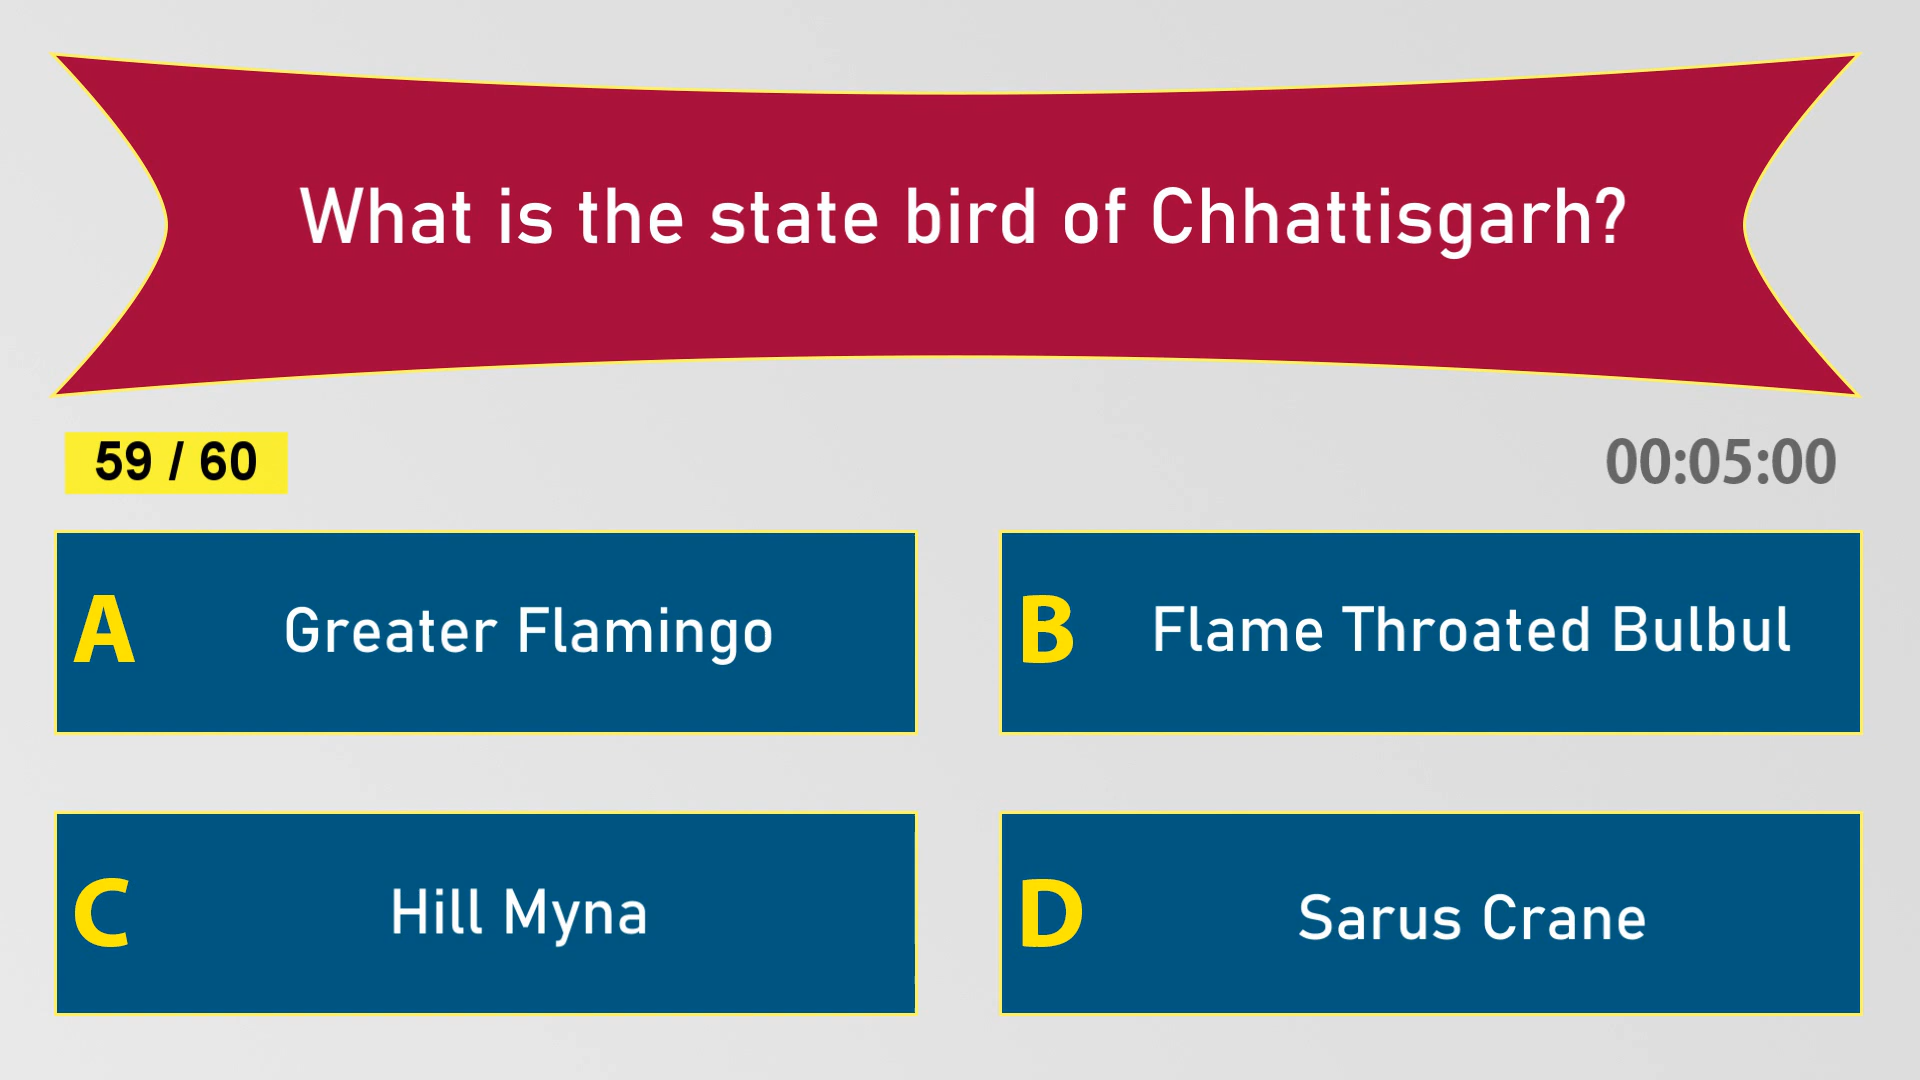 What is the state bird of Chhattisgarh?
59 / 60
00:05:00
A Greater Flamingo
B Flame Throated Bulbul
C Hill Myna
D Sarus Crane